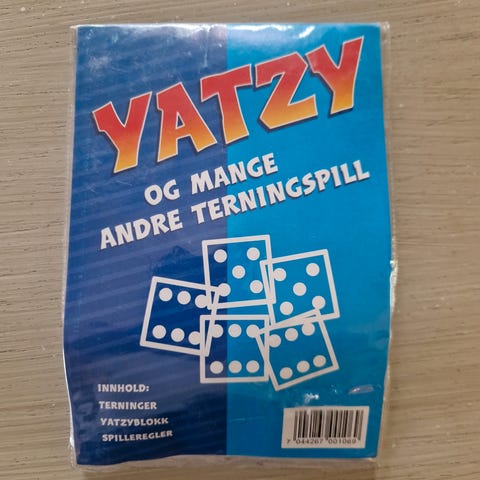 YATZY
OG MANGE
ANDRE TERNINGSPILL
INNHOLD:
TERNINGER
YATZYBLOKK
SPILLEREGLER
7 044267 001069